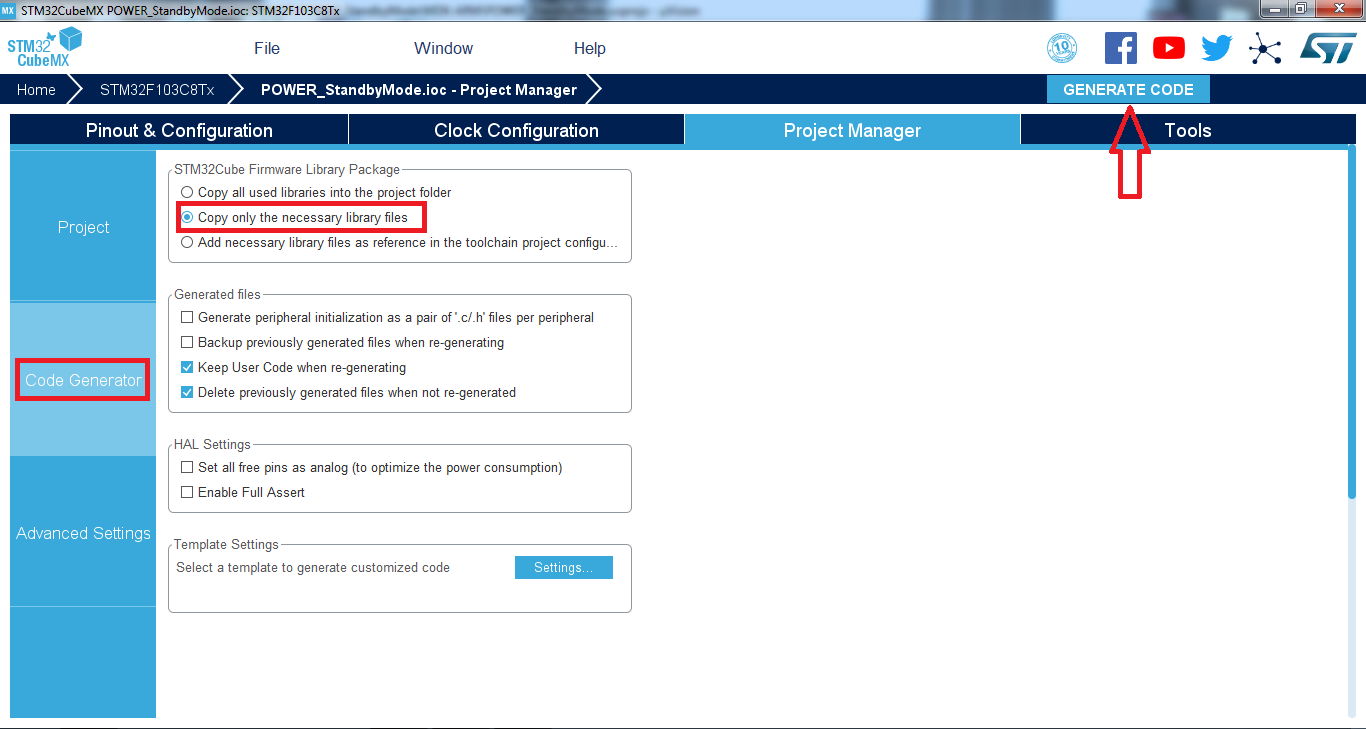 MX STM32CubeMX POWER_StandbyMode.ioc: STM32F103C8Tx
STM32
CubeMX
File Window Help
10
Home STM32F103C8Tx POWER_StandbyMode.ioc - Project Manager GENERATE CODE
Pinout & Configuration Clock Configuration Project Manager Tools
Project
Code Generator
Advanced Settings
STM32Cube Firmware Library Package
Copy all used libraries into the project folder
Copy only the necessary library files
Add necessary library files as reference in the toolchain project configu...
Generated files
Generate peripheral initialization as a pair of '.c/.h' files per peripheral
Backup previously generated files when re-generating
Keep User Code when re-generating
Delete previously generated files when not re-generated
HAL Settings
Set all free pins as analog (to optimize the power consumption)
Enable Full Assert
Template Settings
Select a template to generate customized code Settings...